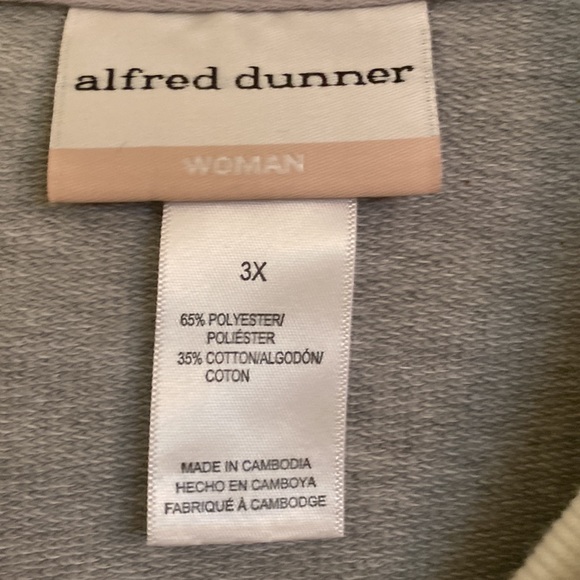 alfred dunner
WOMAN
3X
65% POLYESTER/
POLIÉSTER
35% COTTON/ALGODÓN/
COTON
MADE IN CAMBODIA
HECHO EN CAMBOYA
FABRIQUÉ À CAMBODGE